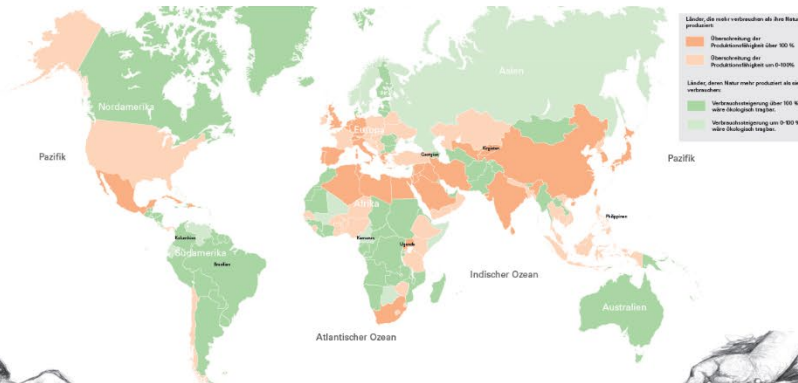 Länder, die mehr verbrauchen als ihre Natur
produziert:
Überschreitung der
Produktionsfähigkeit über 100 %
Überschreitung der
Produktionsfähigkeit um 0-100%
Länder, deren Natur mehr produziert als sie
verbrauchen:
Verbrauchssteigerung über 100 %
wäre ökologisch tragbar.
Verbrauchssteigerung um 0-100 %
wäre ökologisch tragbar.
Asien
Nordamerika
Europa
Pazifik
Georgien
Kirgisien
Pazifik
Afrika
Philippinen
Kolumbien
Kamerun
Uganda
Südamerika
Brasilien
Indischer Ozean
Australien
Atlantischer Ozean